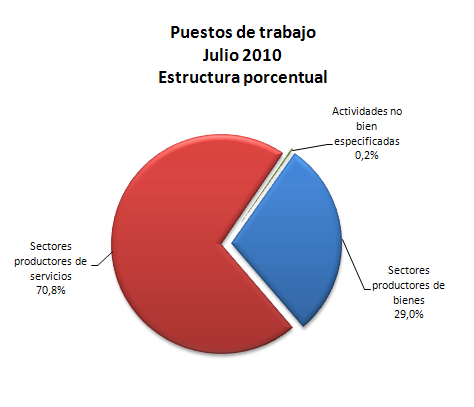 Puestos de trabajo
Julio 2010
Estructura porcentual
Actividades no
bien
especificadas
0,2%
Sectores
productores de
servicios
70,8%
Sectores
productores de
bienes
29,0%